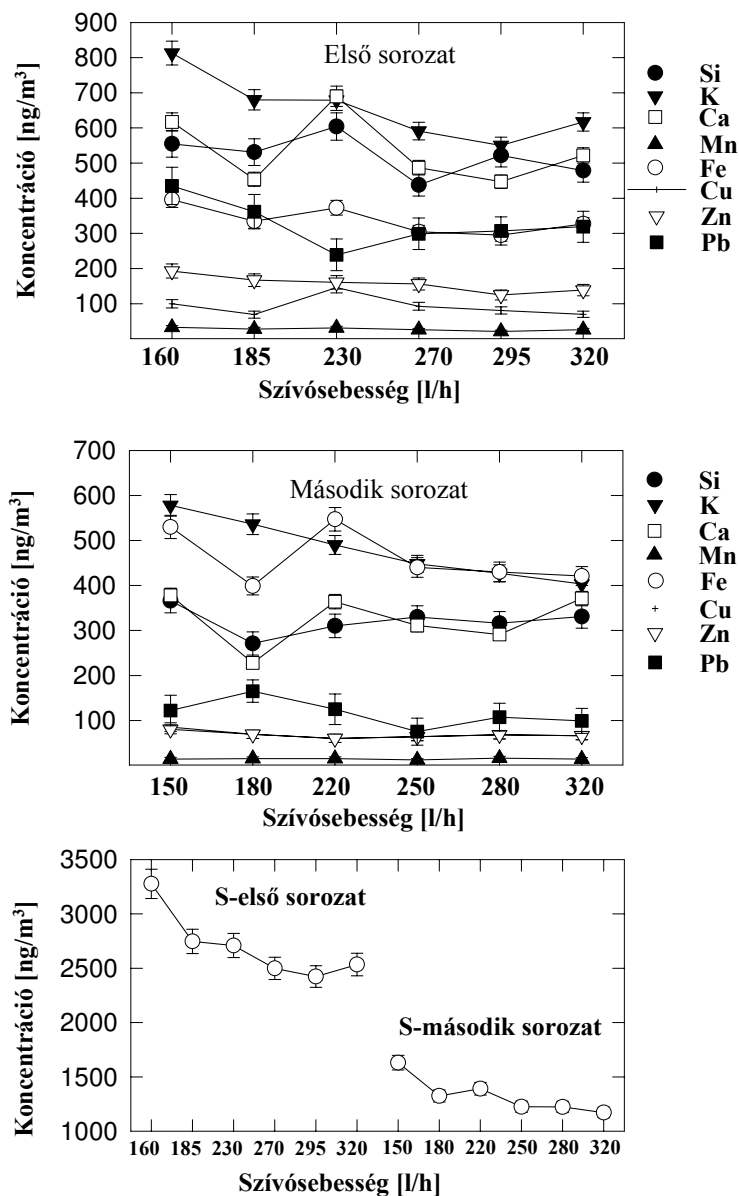 900
800
700
600
500
400
300
200
100
Koncentráció [ng/m³]
Első sorozat
Si
K
Ca
Mn
Fe
Cu
Zn
Pb
160 185 230 270 295 320
Szívósebesség [l/h]
700
600
500
400
300
200
100
Koncentráció [ng/m³]
Második sorozat
Si
K
Ca
Mn
Fe
Cu
Zn
Pb
150 180 220 250 280 320
Szívósebesség [l/h]
3500
3000
2500
2000
1500
1000
Koncentráció [ng/m³]
S-első sorozat
S-második sorozat
160 185 230 270 295 320 150 180 220 250 280 320
Szívósebesség [l/h]